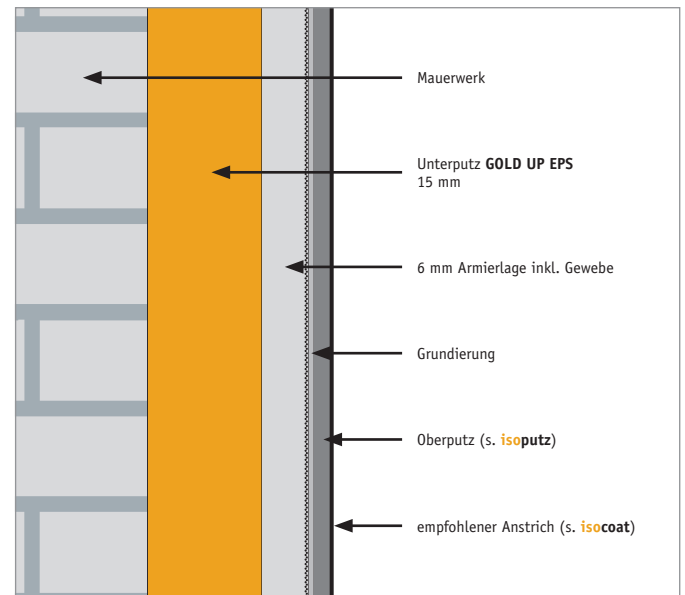 Mauerwerk
Unterputz GOLD UP EPS
15 mm
6 mm Armierlage inkl. Gewebe
Grundierung
Oberputz (s. isoputz)
empfohlener Anstrich (s. isocoat)